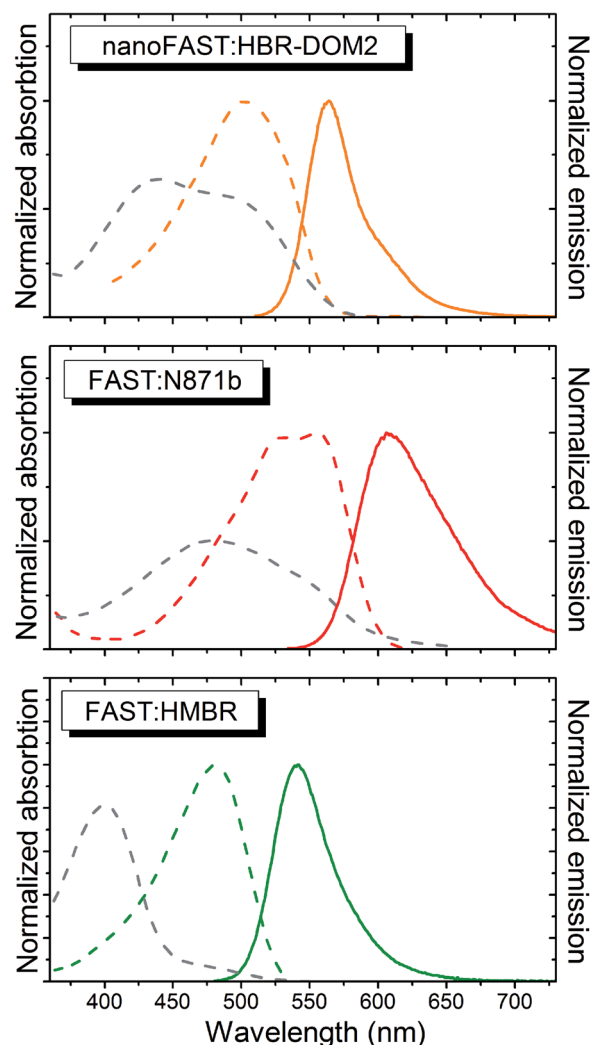 nanoFAST:HBR-DOM2
Normalized absorbtion
Normalized emission
FAST:N871b
Normalized absorbtion
Normalized emission
FAST:HMBR
Normalized absorbtion
Normalized emission
400 450 500 550 600 650 700
Wavelength (nm)